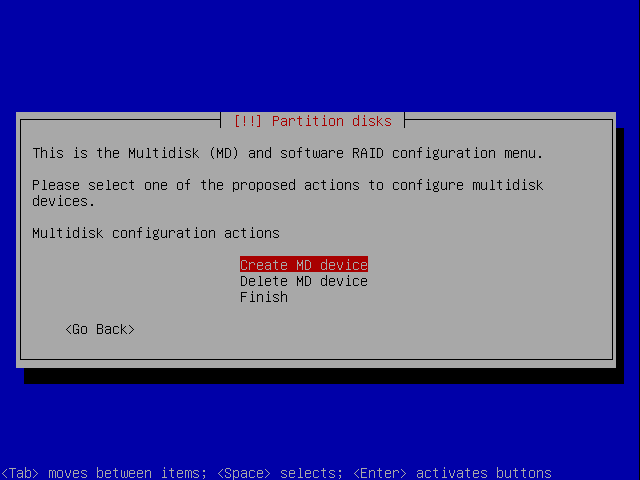 [!!] Partition disks
This is the Multidisk (MD) and software RAID configuration menu.
Please select one of the proposed actions to configure multidisk
devices.
Multidisk configuration actions
Create MD device
Delete MD device
Finish
<Go Back>
<Tab> moves between items; <Space> selects; <Enter> activates buttons